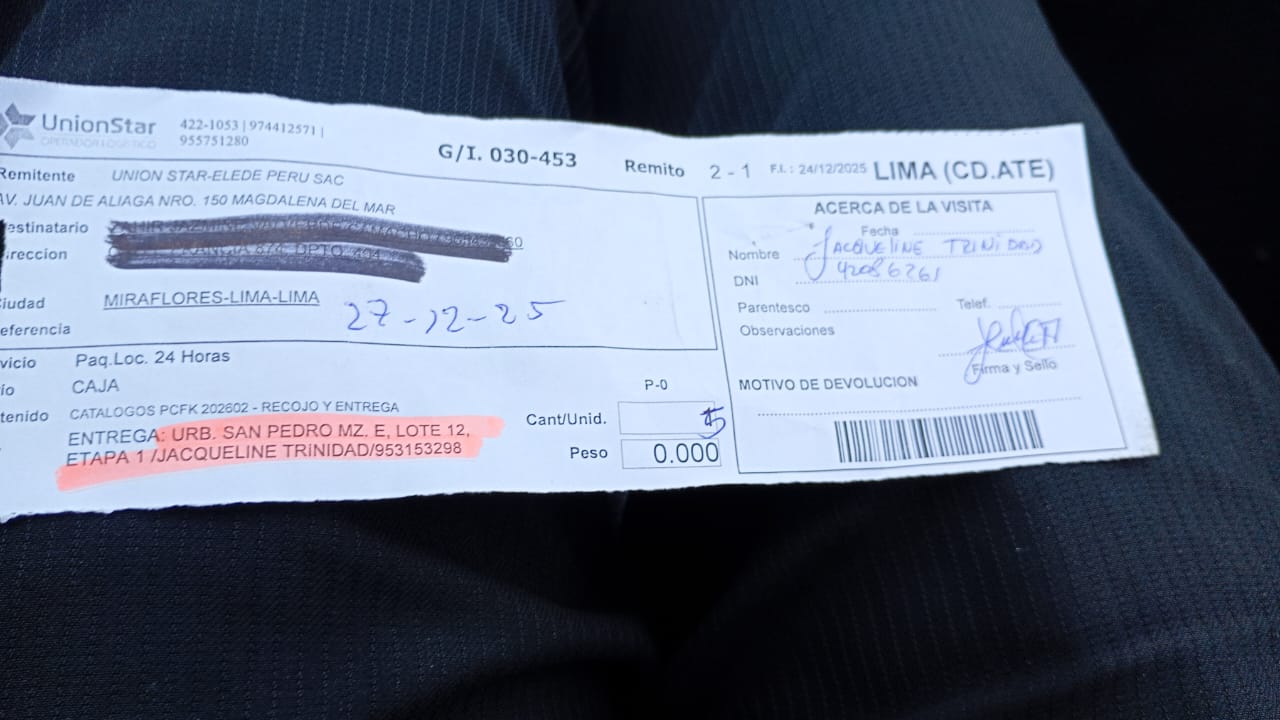 UnionStar
OPERADOR LOGISTICO
422-1053 | 974412571 |
955751280
G/I. 030-453
Remito 2 - 1 F.I. : 24/12/2025 LIMA (CD.ATE)
Remitente UNION STAR-ELEDE PERU SAC
AV. JUAN DE ALIAGA NRO. 150 MAGDALENA DEL MAR
estinatario
ireccion
iudad MIRAFLORES-LIMA-LIMA
eferencia
27-12-25
vicio Paq.Loc. 24 Horas
ío CAJA
tenido CATALOGOS PCFK 202602 - RECOJO Y ENTREGA
ENTREGA: URB. SAN PEDRO MZ. E, LOTE 12,
ETAPA 1 /JACQUELINE TRiNIDAD/953153298
P-0
Cant/Unid. 5
Peso 0.000
ACERCA DE LA VISITA
Fecha
Nombre JACQUELINE TRINIDAD
DNI 42086261
Parentesco Telef.
Observaciones
Firma y Sello
MOTIVO DE DEVOLUCION